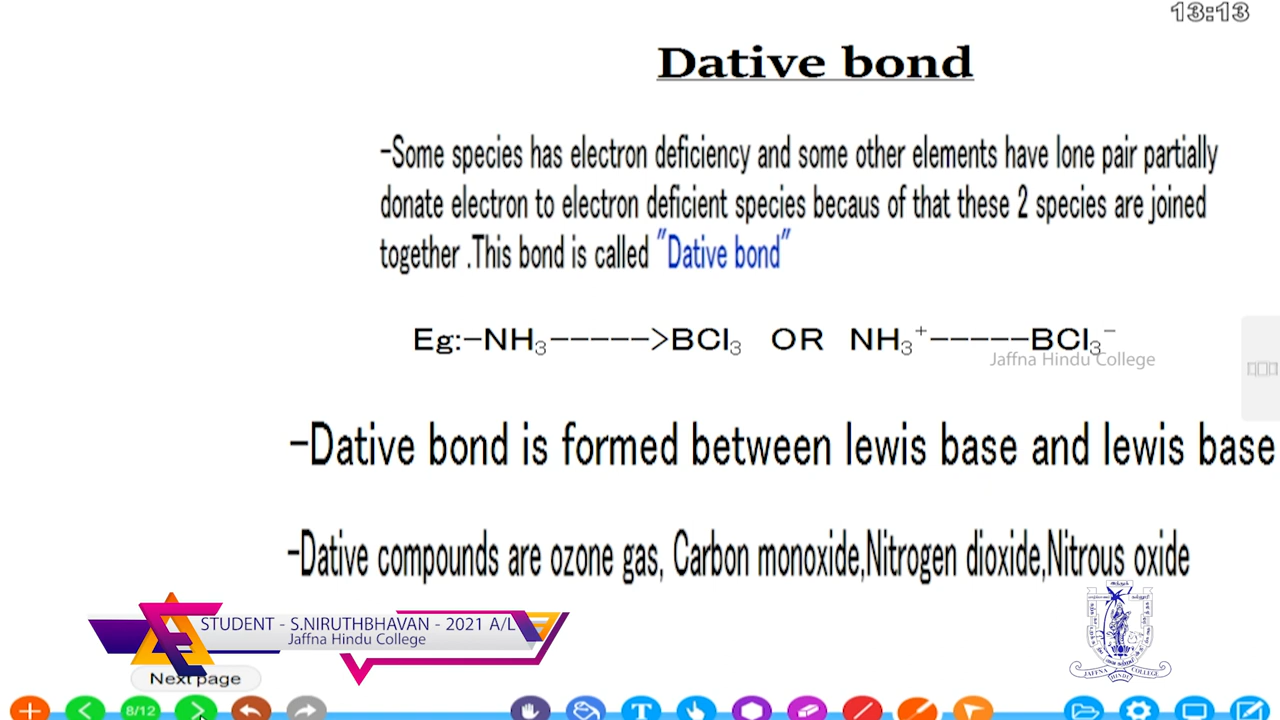 13:13
Dative bond
-Some species has electron deficiency and some other elements have lone pair partially
donate electron to electron deficient species becaus of that these 2 species are joined
together .This bond is called "Dative bond"
Eg:-NH₃----->BCl₃ OR NH₃⁺-----BCl₃⁻
Jaffna Hindu College
-Dative bond is formed between lewis base and lewis base
-Dative compounds are ozone gas, Carbon monoxide,Nitrogen dioxide,Nitrous oxide
STUDENT - S.NIRUTHBHAVAN - 2021 A/L
Jaffna Hindu College
JAFFNA HINDU COLLEGE
Next page
8/12
T